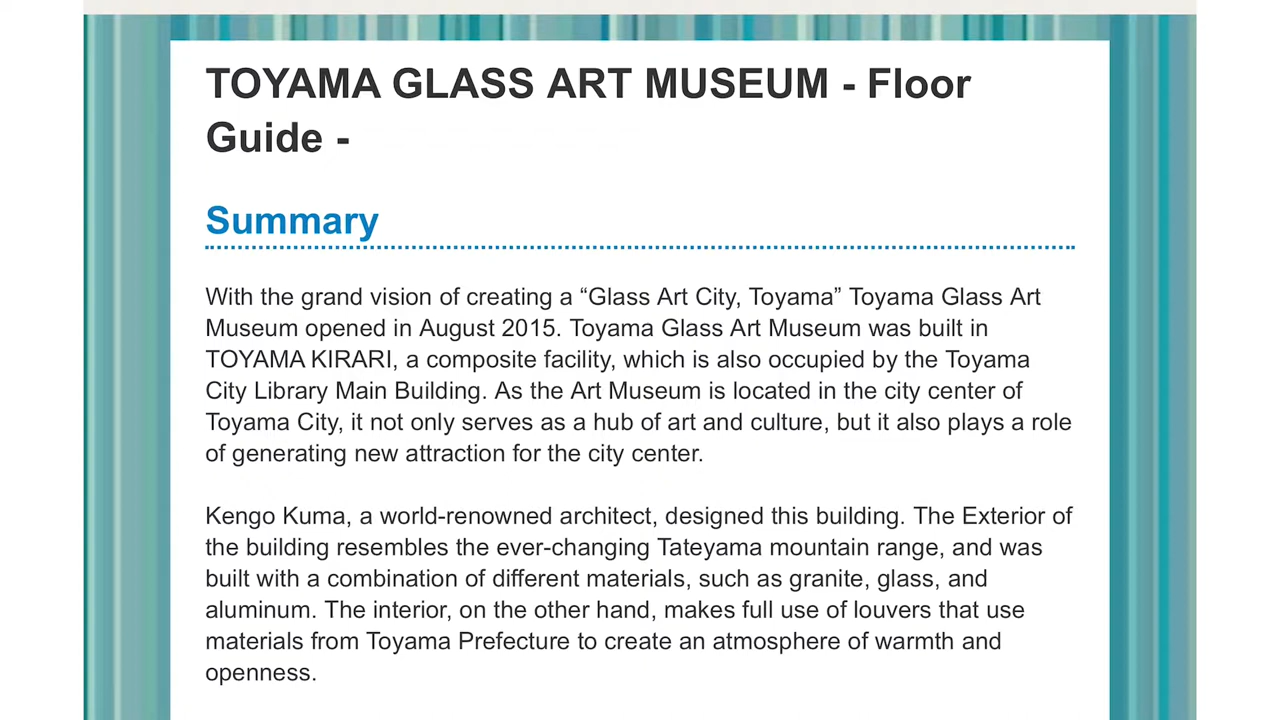 TOYAMA GLASS ART MUSEUM - Floor
Guide -
Summary
With the grand vision of creating a “Glass Art City, Toyama” Toyama Glass Art
Museum opened in August 2015. Toyama Glass Art Museum was built in
TOYAMA KIRARI, a composite facility, which is also occupied by the Toyama
City Library Main Building. As the Art Museum is located in the city center of
Toyama City, it not only serves as a hub of art and culture, but it also plays a role
of generating new attraction for the city center.
Kengo Kuma, a world-renowned architect, designed this building. The Exterior of
the building resembles the ever-changing Tateyama mountain range, and was
built with a combination of different materials, such as granite, glass, and
aluminum. The interior, on the other hand, makes full use of louvers that use
materials from Toyama Prefecture to create an atmosphere of warmth and
openness.